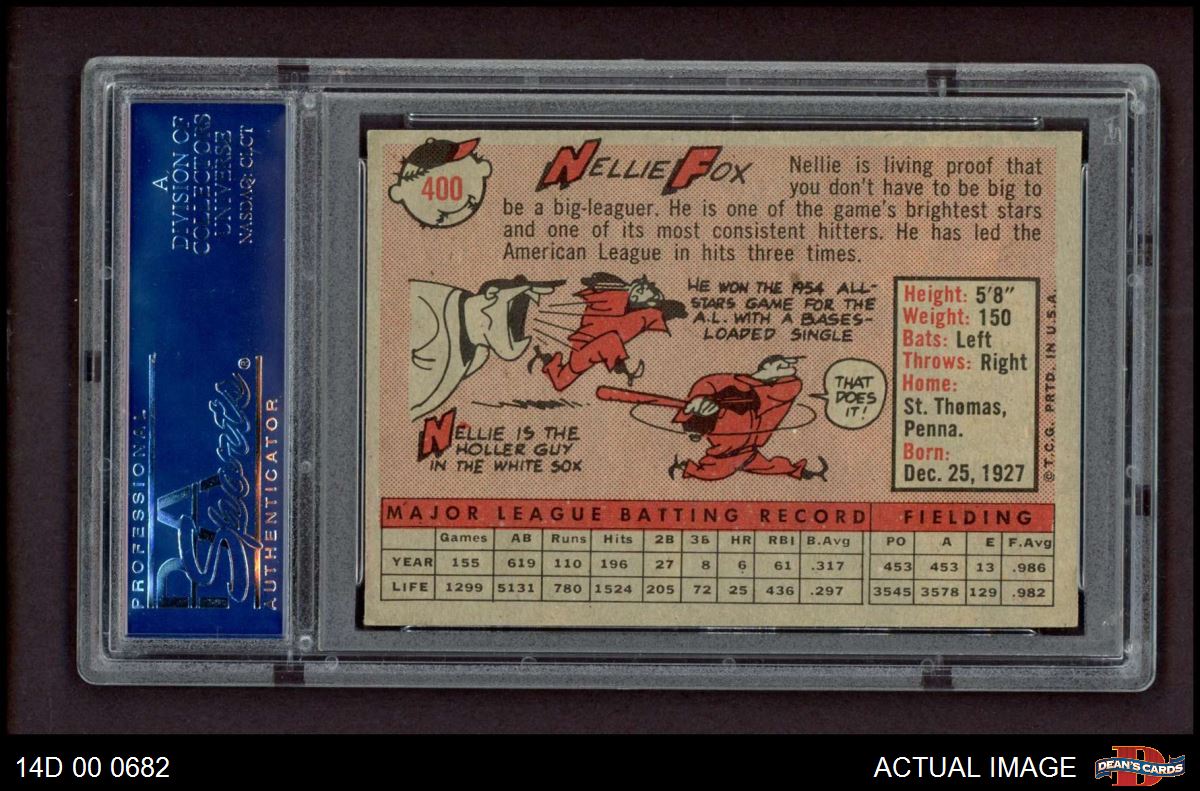 A
DIVISION OF
COLLECTORS
UNIVERSE
NASDAQ: CLCT
PROFESSIONAL
PSA
Sports®
AUTHENTICATOR
400
NELLIE FOX
Nellie is living proof that
you don't have to be big to
be a big-leaguer. He is one of the game's brightest stars
and one of its most consistent hitters. He has led the
American League in hits three times.
HE WON THE 1954 ALL-
STARS GAME FOR THE
A.L. WITH A BASES-
LOADED SINGLE
THAT
DOES
IT!
NELLIE IS THE
HOLLER GUY
IN THE WHITE SOX
Height: 5'8"
Weight: 150
Bats: Left
Throws: Right
Home:
St. Thomas,
Penna.
Born:
Dec. 25, 1927
© T.C.G. PRTD. IN U.S.A.
MAJOR LEAGUE BATTING RECORD FIELDING
Games AB Runs Hits 2B 3B HR RBI B.Avg PO A E F.Avg
YEAR 155 619 110 196 27 8 6 61 .317 453 453 13 .986
LIFE 1299 5131 780 1524 205 72 25 436 .297 3545 3578 129 .982
14D 00 0682
ACTUAL IMAGE
D
DEAN'S CARDS